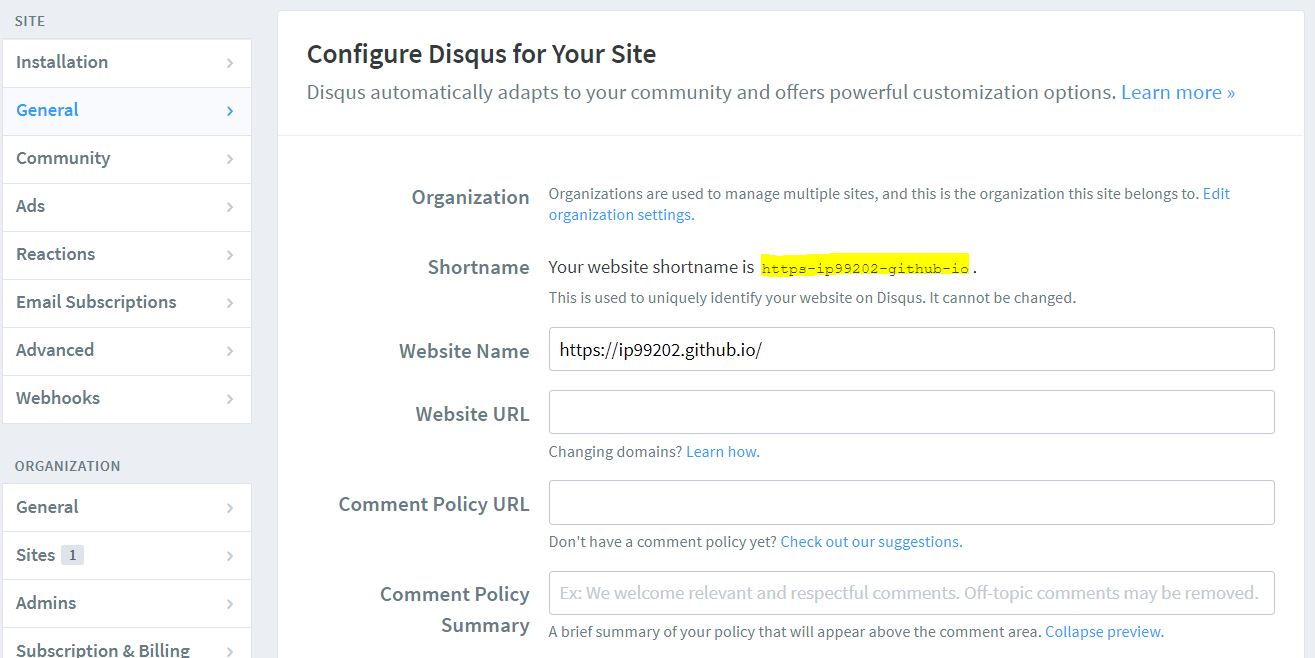 SITE
Installation
General
Community
Ads
Reactions
Email Subscriptions
Advanced
Webhooks
ORGANIZATION
General
Sites 1
Admins
Subscription & Billing
Configure Disqus for Your Site
Disqus automatically adapts to your community and offers powerful customization options. Learn more »
Organization
Organizations are used to manage multiple sites, and this is the organization this site belongs to. Edit
organization settings.
Shortname
Your website shortname is https-ip99202-github-io .
This is used to uniquely identify your website on Disqus. It cannot be changed.
Website Name
https://ip99202.github.io/
Website URL
Changing domains? Learn how.
Comment Policy URL
Don't have a comment policy yet? Check out our suggestions.
Comment Policy
Summary
Ex: We welcome relevant and respectful comments. Off-topic comments may be removed.
A brief summary of your policy that will appear above the comment area. Collapse preview.